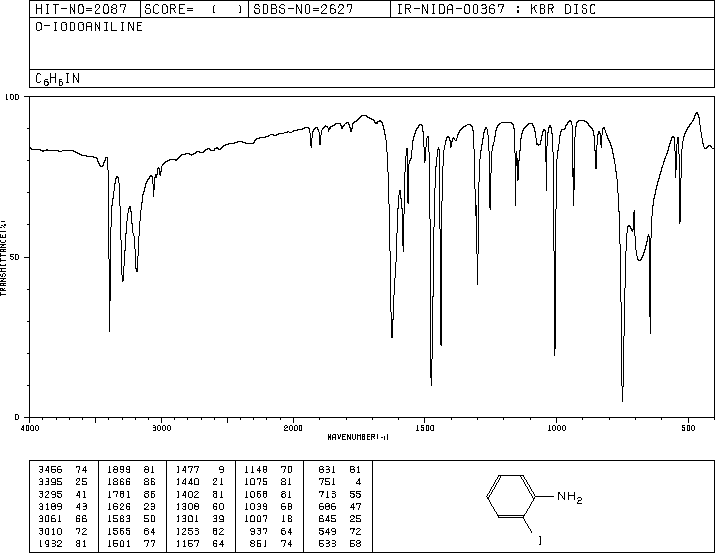 HIT-NO=2087 SCORE= ( ) SDBS-NO=2627 IR-NIDA-00367 : KBR DISC
O-IODOANILINE
C6H6IN
100
50
0
TRANSMITTANCE(%)
4000 3000 2000 1500 1000 500
WAVENUMBER(-1)
3466 74 1899 81 1477 9 1148 70 831 81
3395 25 1866 86 1440 21 1075 81 751 4
3295 41 1781 86 1402 81 1068 81 713 55
3189 43 1626 23 1308 60 1039 68 686 47
3061 66 1583 50 1301 39 1007 18 645 25
3010 72 1565 64 1253 62 937 64 549 72
1932 81 1501 77 1157 64 851 74 533 58
NH2
I